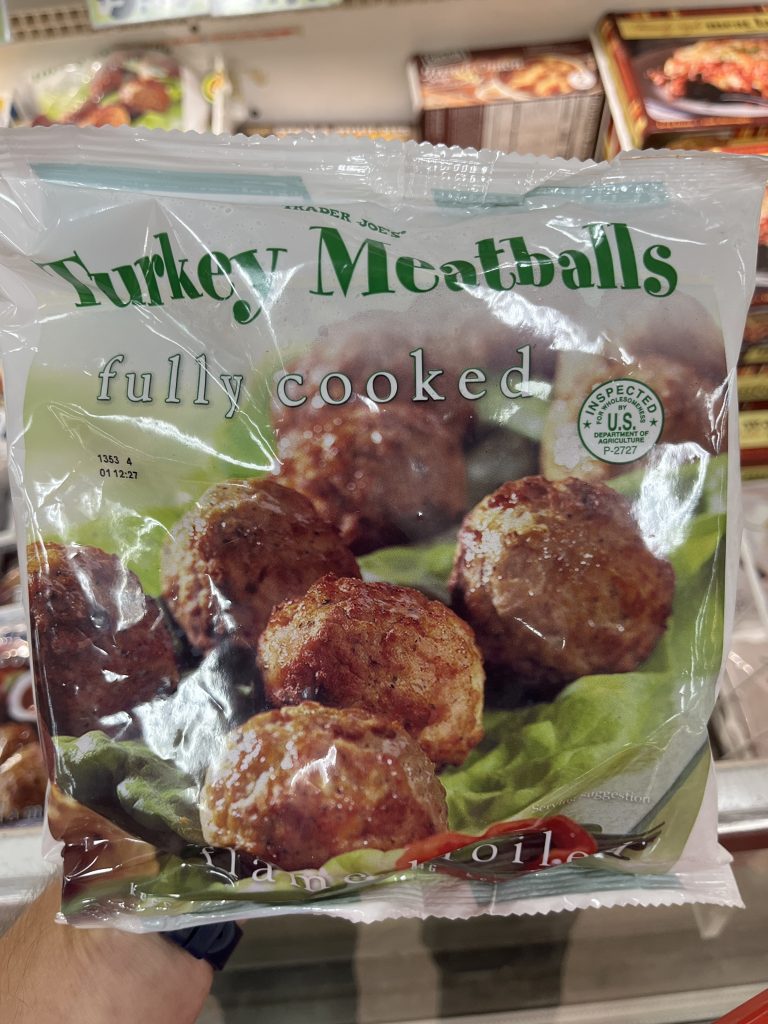 TRADER JOE'S
Turkey Meatballs
fully cooked
INSPECTED
FOR WHOLESOMENESS
BY
U.S.
DEPARTMENT OF
AGRICULTURE
P-2727
1353 4
01 12:27
Serving suggestion